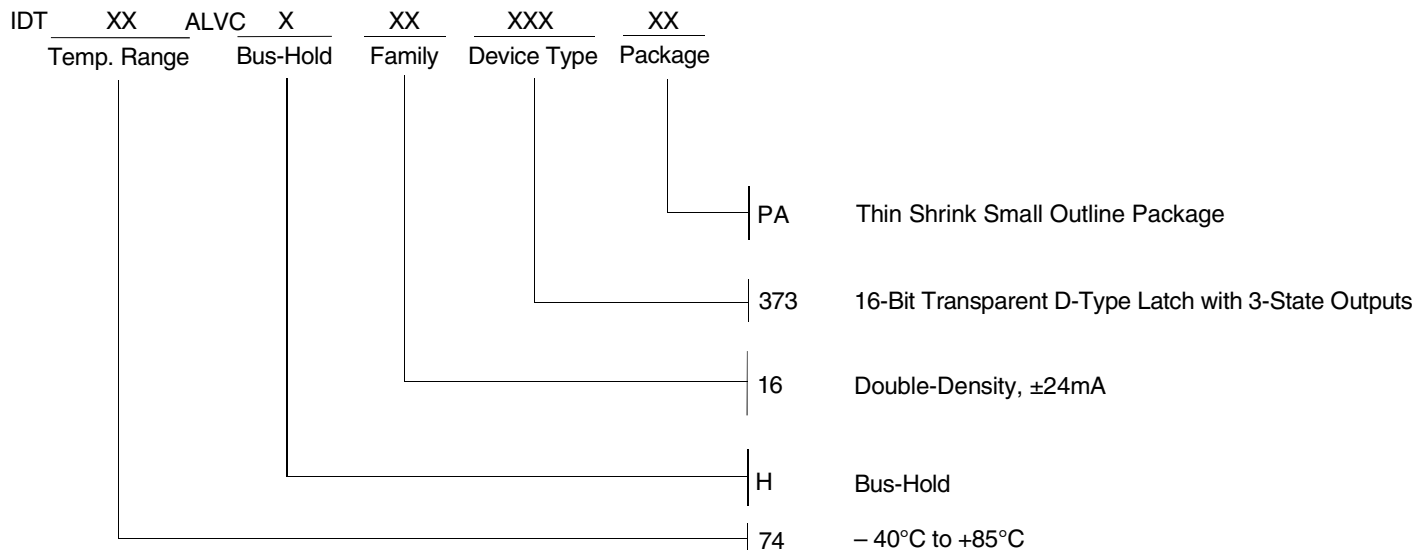 IDT XX ALVC X XX XXX XX
Temp. Range Bus-Hold Family Device Type Package
PA Thin Shrink Small Outline Package
373 16-Bit Transparent D-Type Latch with 3-State Outputs
16 Double-Density, ±24mA
H Bus-Hold
74 – 40°C to +85°C